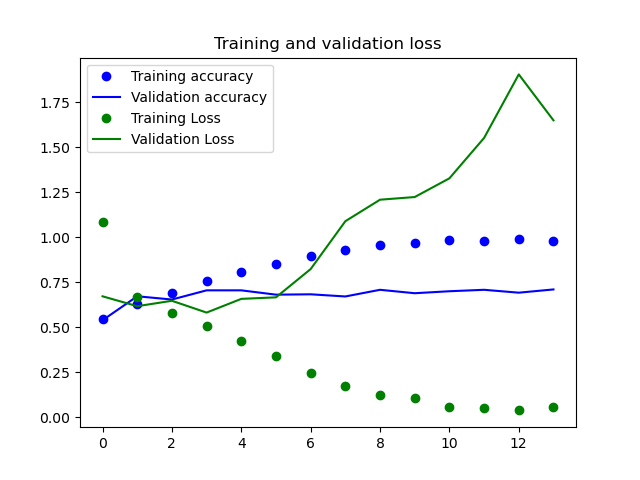 Training and validation loss
Training accuracy
Validation accuracy
Training Loss
Validation Loss
1.75
1.50
1.25
1.00
0.75
0.50
0.25
0.00
0 2 4 6 8 10 12